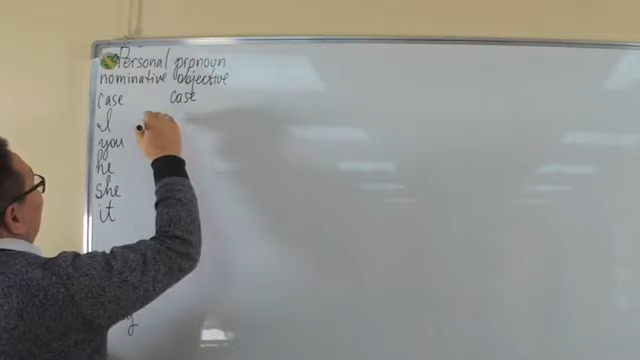 Personal pronoun
nominative objective
case case
I
you
he
she
it